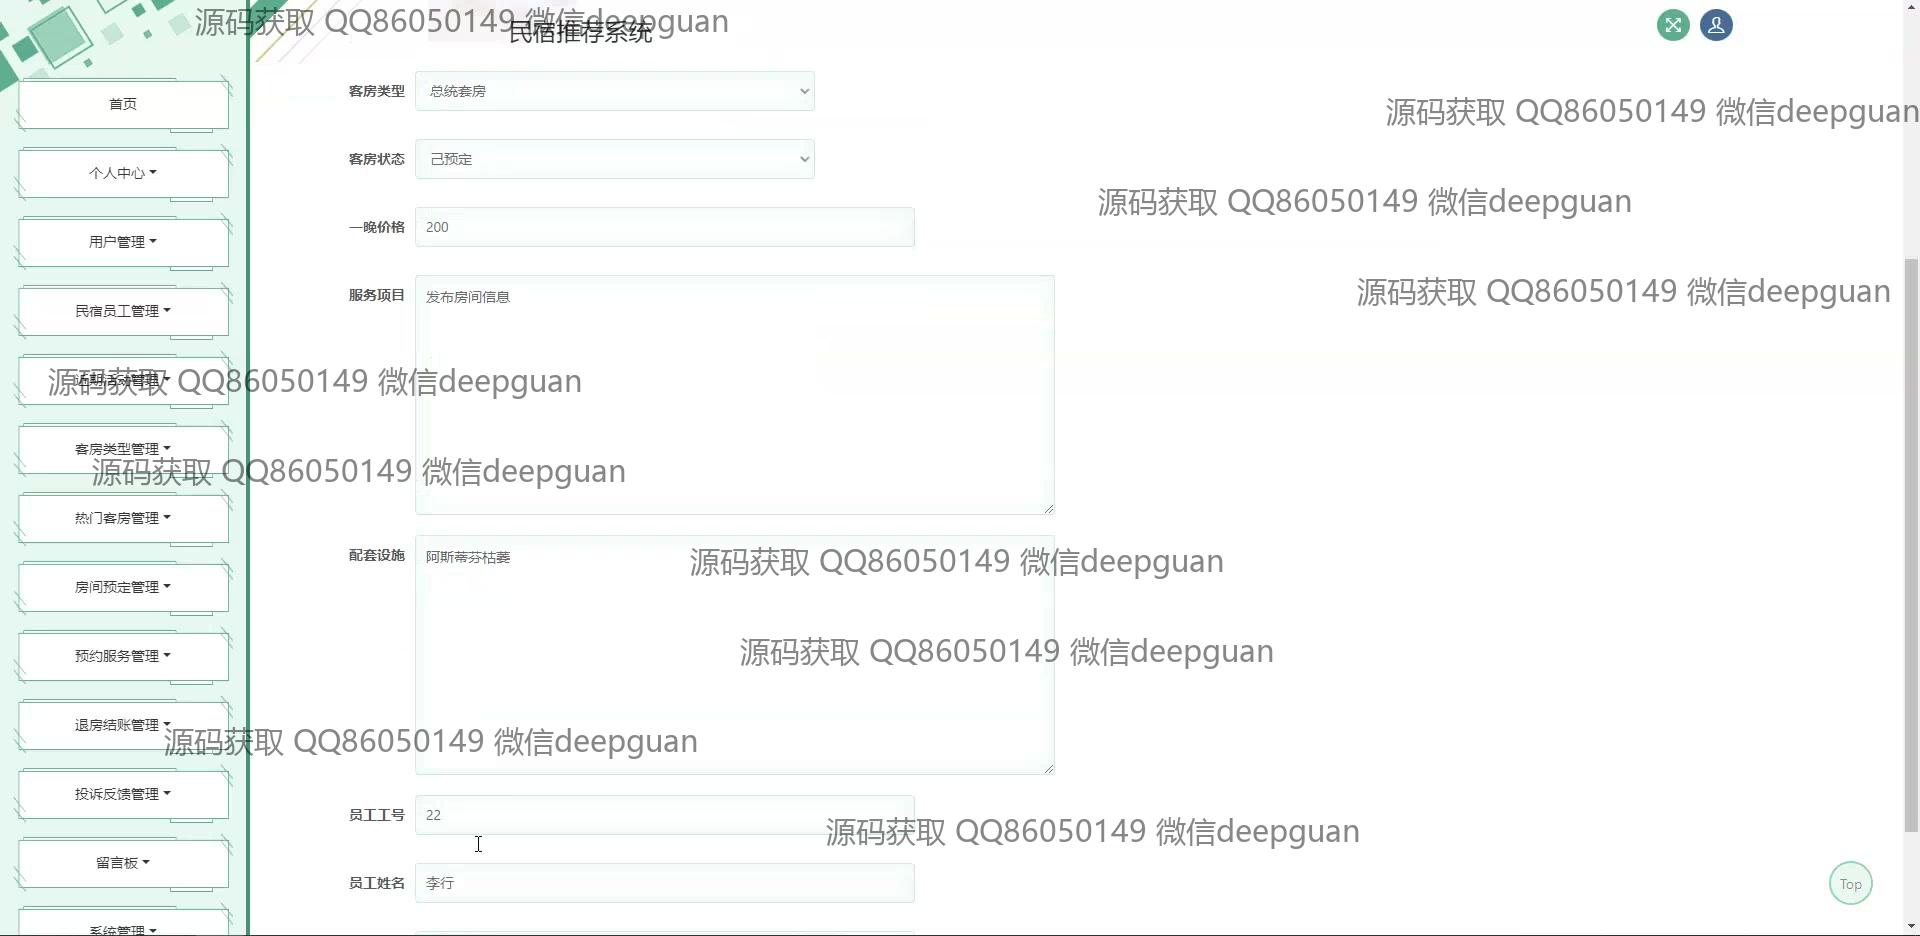 源码获取 QQ86050149 微信deepguan
民宿推荐系统
源码获取 QQ86050149 微信deepguan
源码获取 QQ86050149 微信deepguan
源码获取 QQ86050149 微信deepguan
首页
个人中心
用户管理
民宿员工管理
近期活动管理
源码获取 QQ86050149 微信deepguan
客房类型管理
源码获取 QQ86050149 微信deepguan
热门客房管理
房间预定管理
预约服务管理
退房结账管理
源码获取 QQ86050149 微信deepguan
投诉反馈管理
留言板
系统管理
客房类型 总统套房
客房状态 己预定
一晚价格 200
服务项目 发布房间信息
配套设施 阿斯蒂芬枯萎
源码获取 QQ86050149 微信deepguan
源码获取 QQ86050149 微信deepguan
员工工号 22
源码获取 QQ86050149 微信deepguan
员工姓名 李行
Top